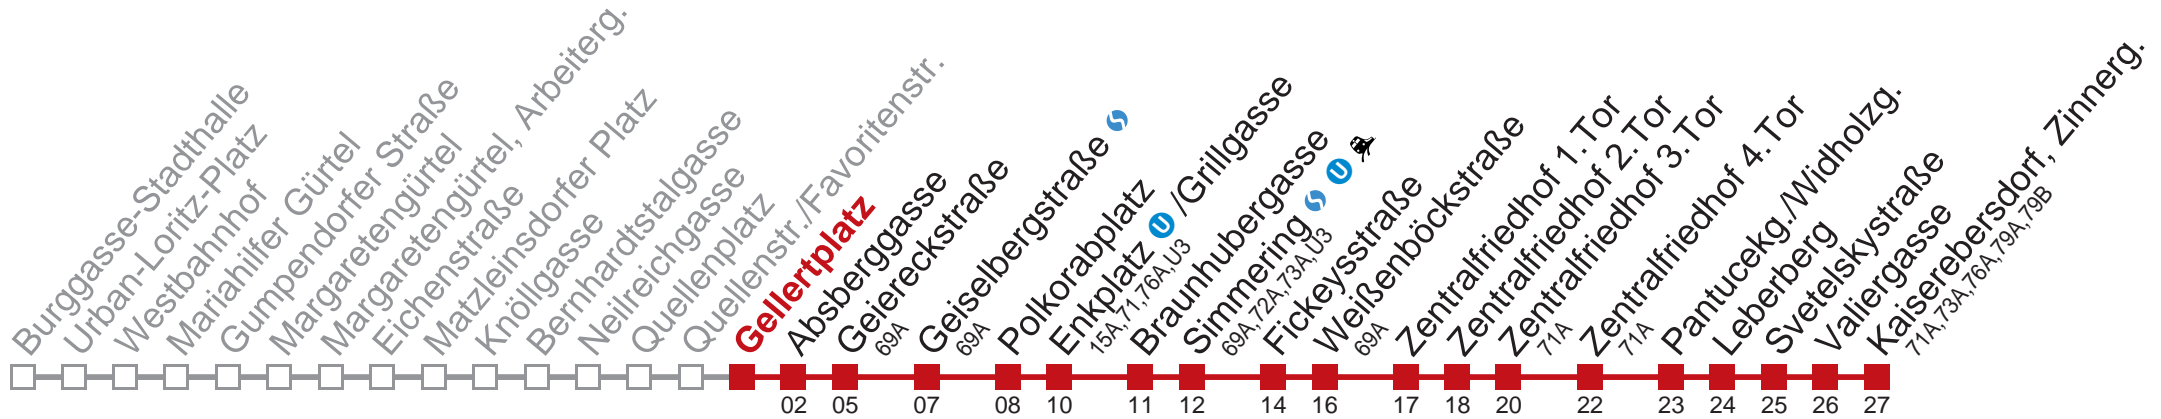 Burggasse-Stadthalle
Urban-Loritz-Platz
Westbahnhof
Mariahilfer Gürtel
Gumpendorfer Straße
Margaretengürtel
Margaretengürtel, Arbeiterg.
Eichenstraße
Matzleinsdorfer Platz
Knöllgasse
Bernhardtstalgasse
Neilreichgasse
Quellenplatz
Quellenstr./Favoritenstr.
Gellertplatz
Absberggasse
Geiereckstraße
69A
Geiselbergstraße S
69A
Polkorabplatz
Enkplatz U /Grillgasse
15A,71,76A,U3
Braunhubergasse
Simmering S U
69A,72A,73A,U3
Fickeysstraße
Weißenböckstraße
69A
Zentralfriedhof 1.Tor
Zentralfriedhof 2.Tor
Zentralfriedhof 3.Tor
71A
Zentralfriedhof 4.Tor
71A
Pantucekg./Widholzg.
Leberberg
Svetelskystraße
Valiergasse
Kaiserebersdorf, Zinnerg.
71A,73A,76A,79A,79B
02 05 07 08 10 11 12 14 16 17 18 20 22 23 24 25 26 27